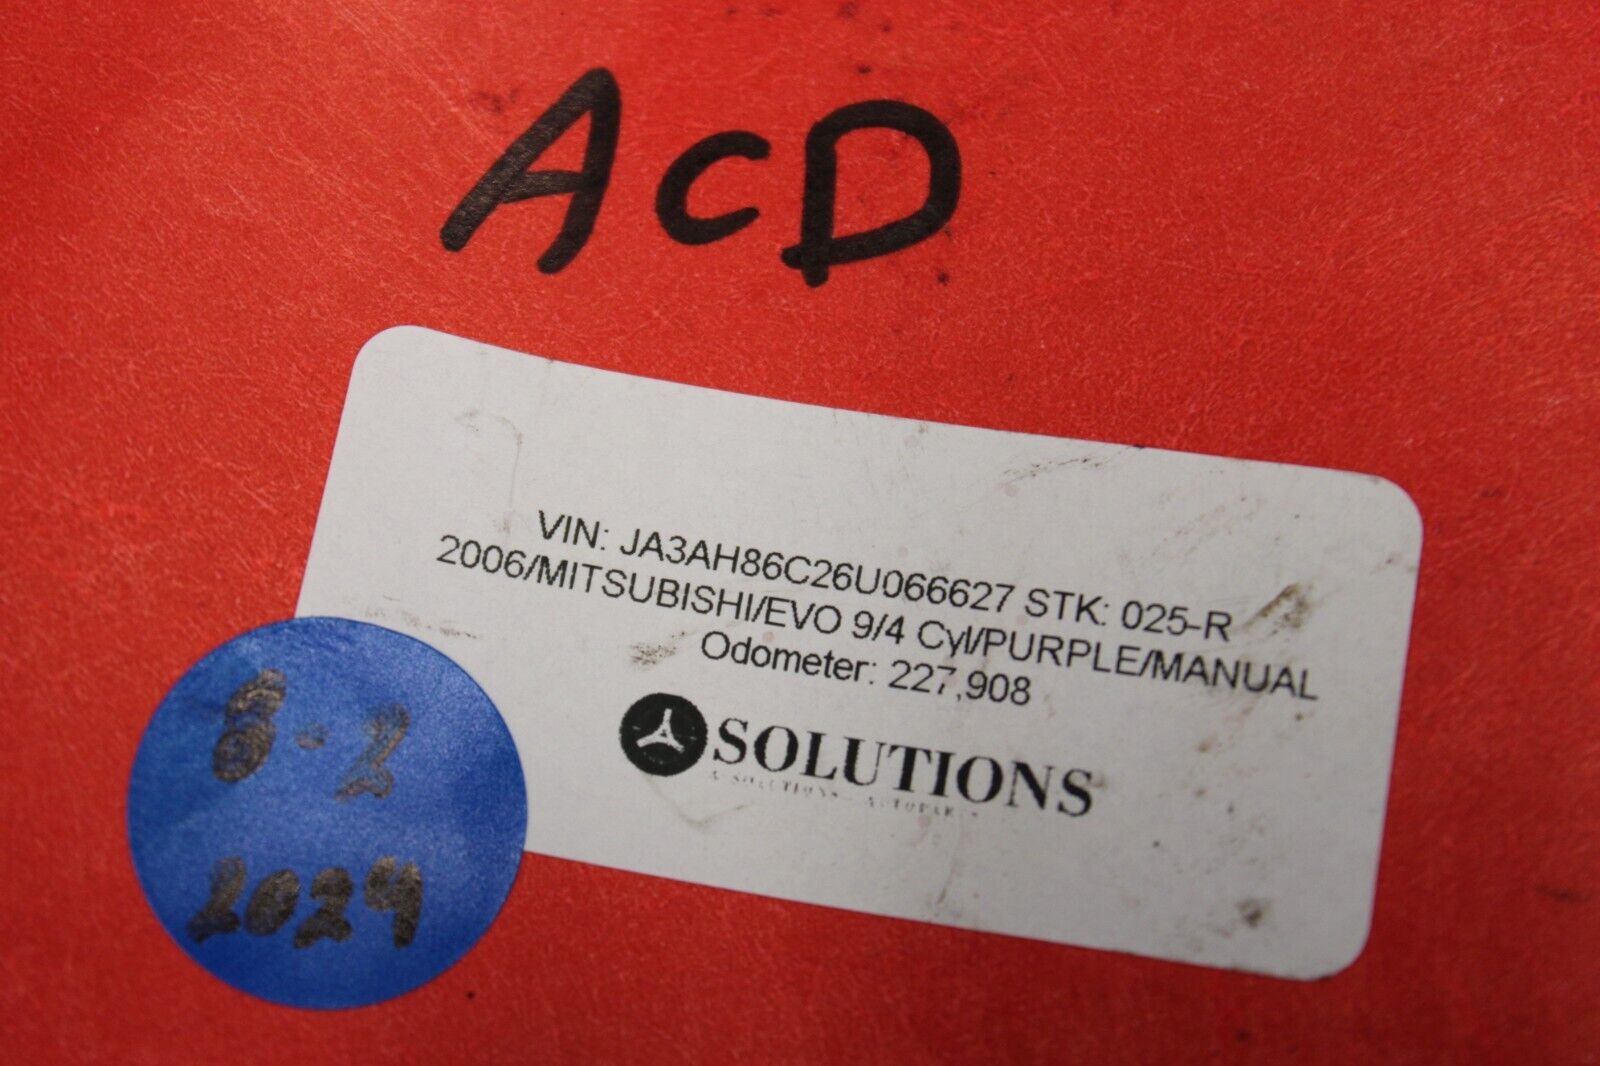 AcD
VIN: JA3AH86C26U066627 STK: 025-R
2006/MITSUBISHI/EVO 9/4 Cyl/PURPLE/MANUAL
Odometer: 227,908
SOLUTIONS
8-2
2024